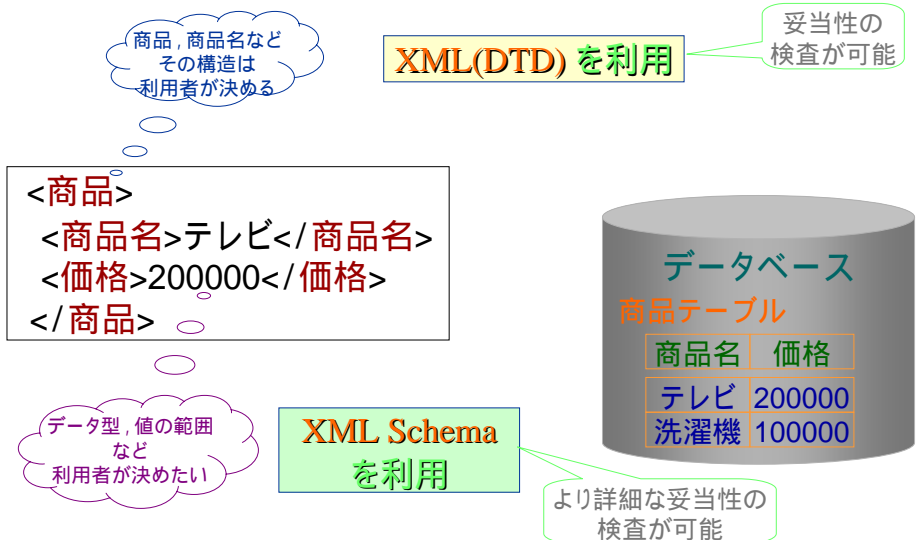 商品,商品名など
その構造は
利用者が決める
XML(DTD) を利用
妥当性の
検査が可能
<商品>
<商品名>テレビ</商品名>
<価格>200000</価格>
</商品>
データベース
商品テーブル
商品名 価格
テレビ 200000
洗濯機 100000
データ型,値の範囲
など
利用者が決めたい
XML Schema
を利用
より詳細な妥当性の
検査が可能